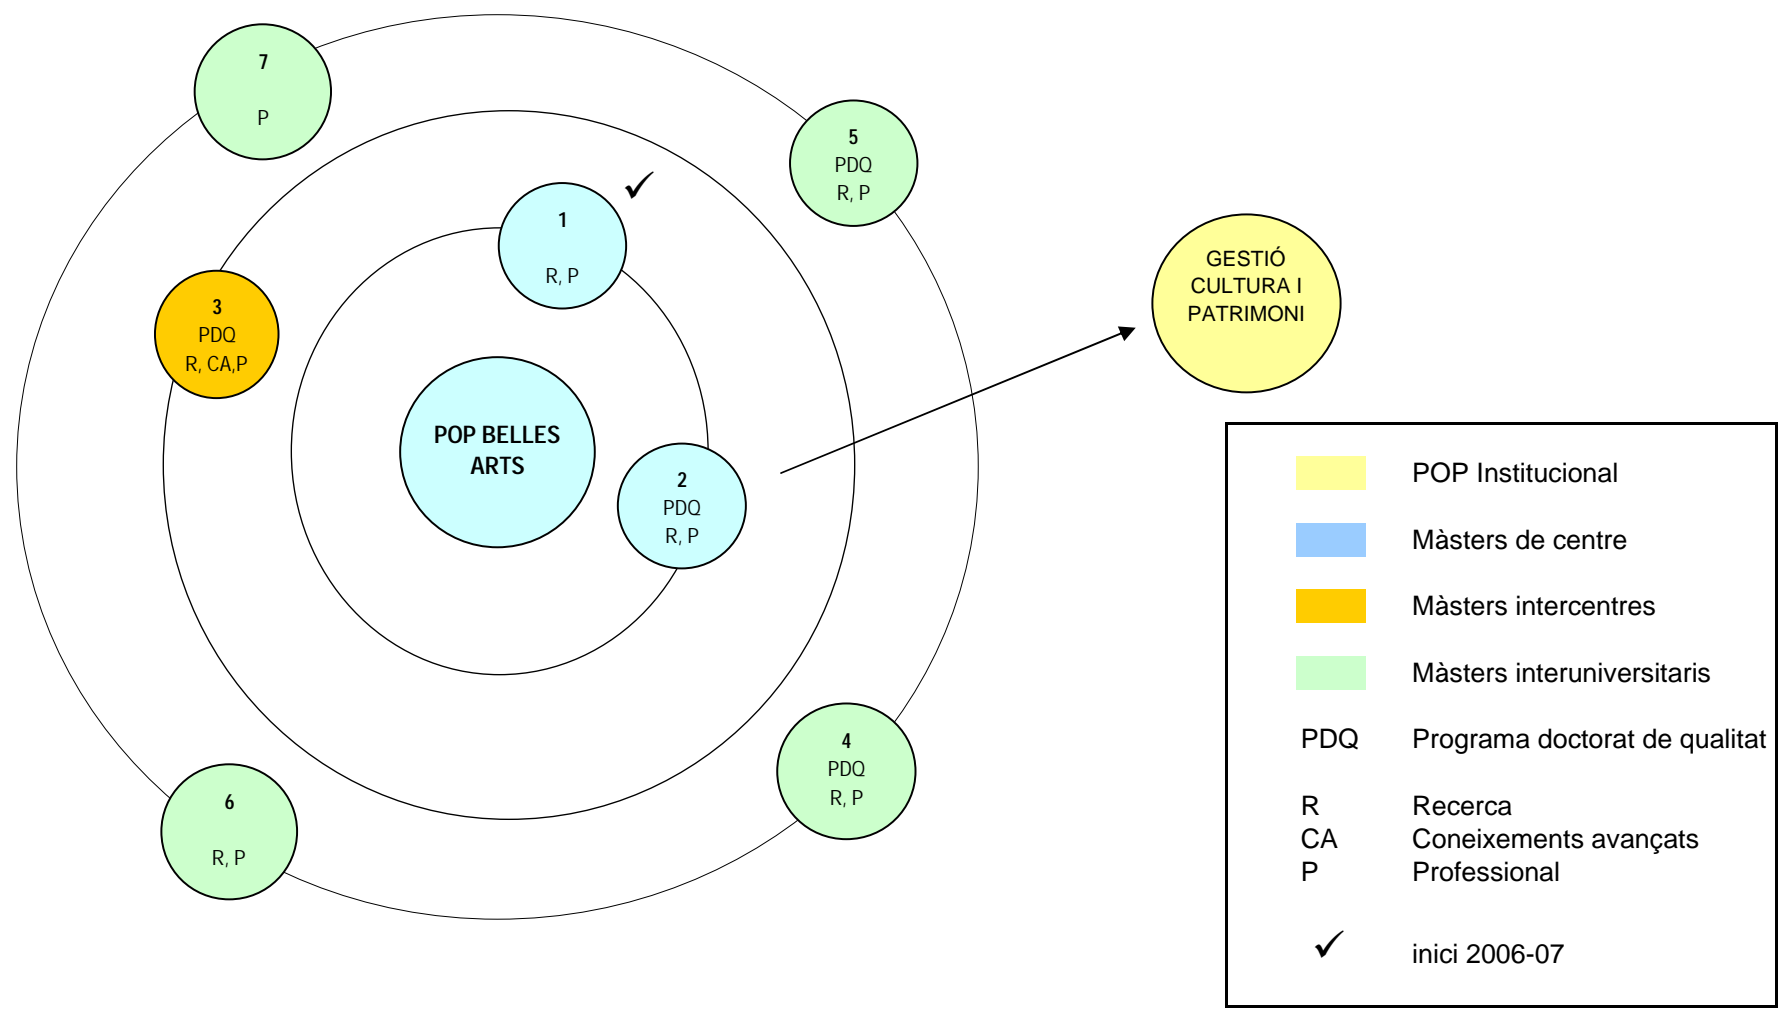 7
P
5
PDQ
R, P
1
R, P
3
PDQ
R, CA,P
POP BELLES
ARTS
2
PDQ
R, P
4
PDQ
R, P
6
R, P
GESTIÓ
CULTURA I
PATRIMONI
POP Institucional
Màsters de centre
Màsters intercentres
Màsters interuniversitaris
PDQ Programa doctorat de qualitat
R Recerca
CA Coneixements avançats
P Professional
✓ inici 2006-07